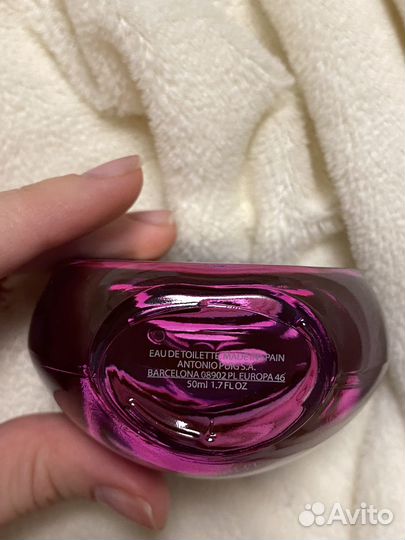 EAU DE TOILETTE MADE IN SPAIN
ANTONIO PUIG S.A.
BARCELONA 08902 PL EUROPA 46
50ml 1.7 FL OZ
Avito